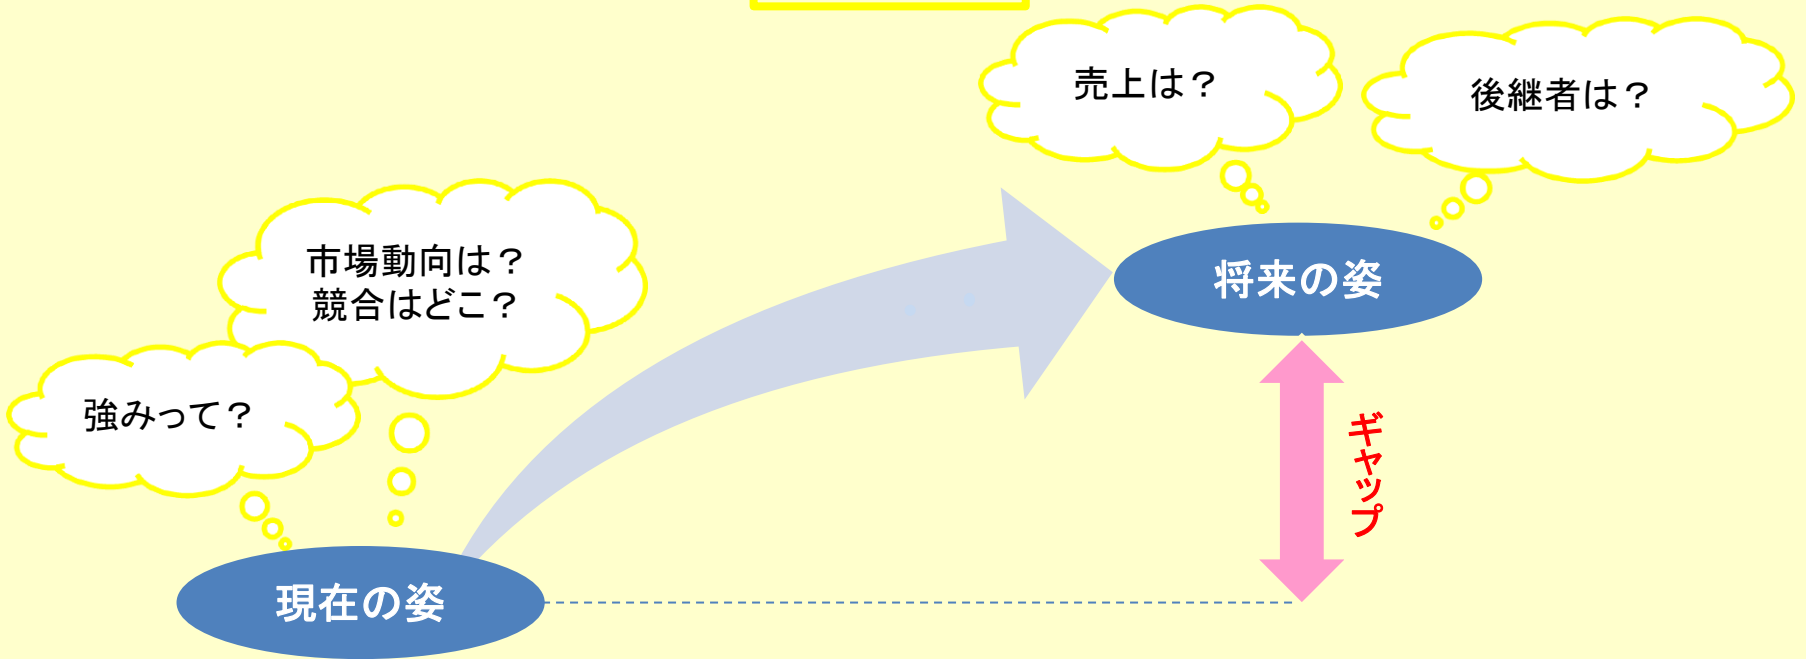 売上は？
後継者は？
市場動向は？
競合はどこ？
将来の姿
強みって？
ギャップ
現在の姿